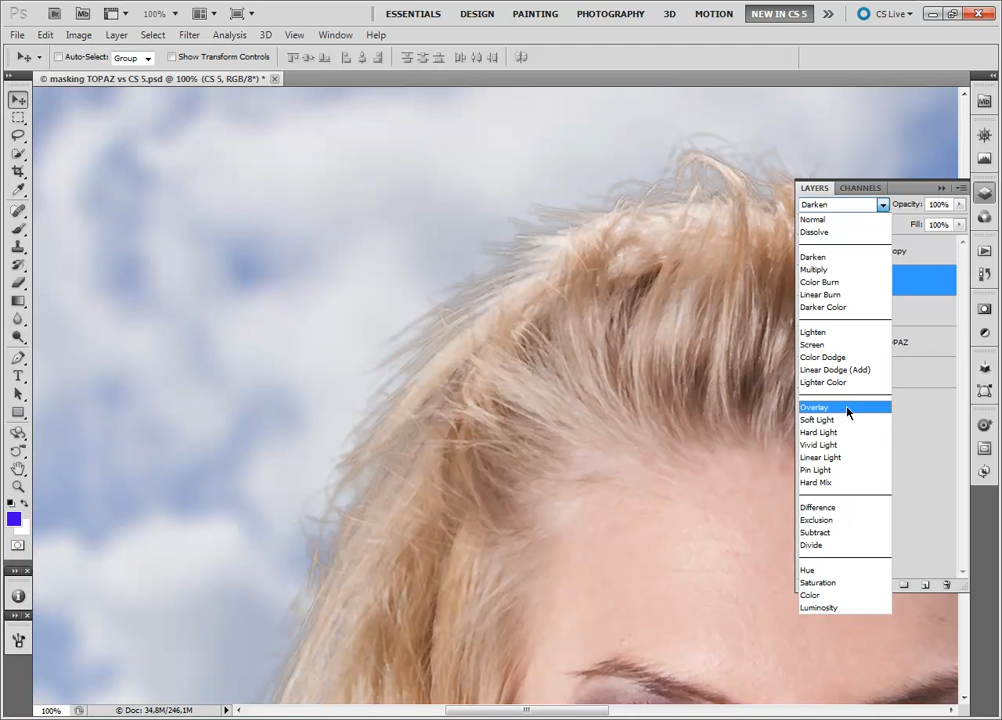 Ps Br Mb 100% ESSENTIALS DESIGN PAINTING PHOTOGRAPHY 3D MOTION NEW IN CS 5 CS Live
File Edit Image Layer Select Filter Analysis 3D View Window Help
Auto-Select: Group Show Transform Controls
© masking TOPAZ vs CS 5.psd @ 100% (CS 5, RGB/8*) *
Mb
LAYERS CHANNELS
Darken Opacity: 100%
Normal
Fill: 100%
Dissolve
opy
Darken
Multiply
Color Burn
Linear Burn
Darker Color
Lighten
OPAZ
Screen
Color Dodge
Linear Dodge (Add)
Lighter Color
Overlay
Soft Light
Hard Light
Vivid Light
Linear Light
Pin Light
Hard Mix
Difference
Exclusion
Subtract
Divide
Hue
Saturation
Color
Luminosity
100% © Doc: 34,8M/246,1M